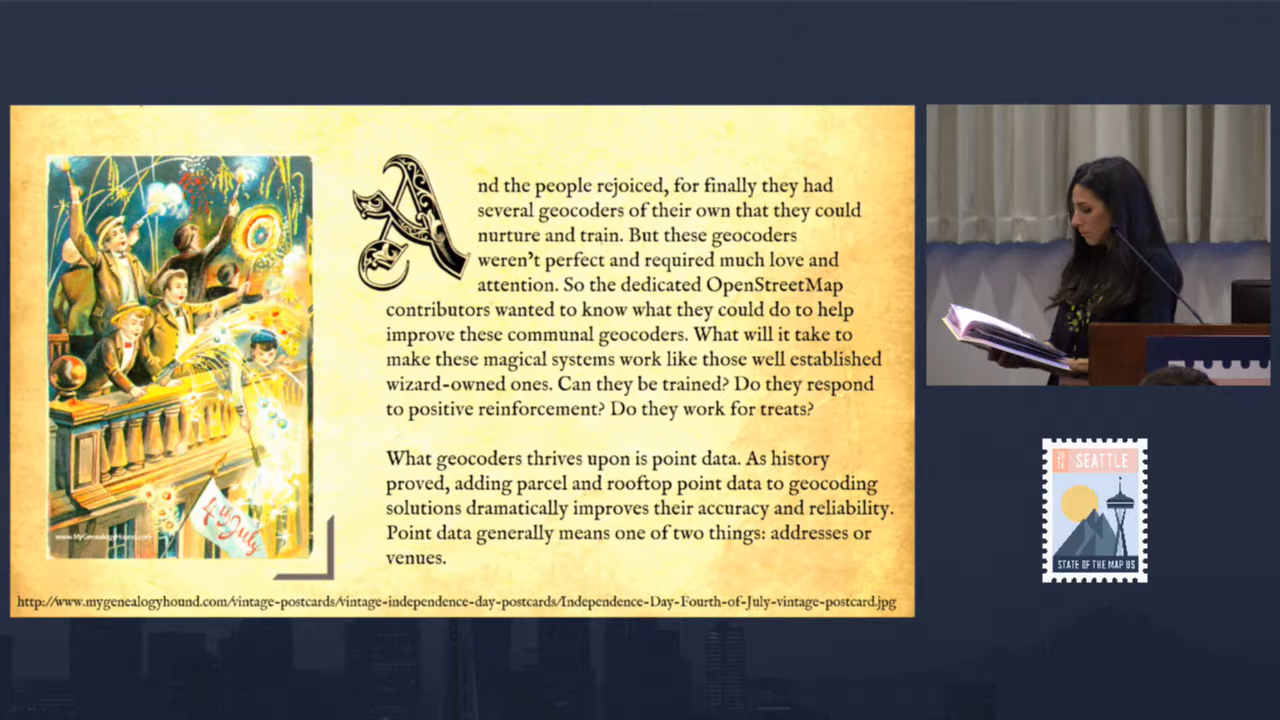 And the people rejoiced, for finally they had
several geocoders of their own that they could
nurture and train. But these geocoders
weren't perfect and required much love and
attention. So the dedicated OpenStreetMap
contributors wanted to know what they could do to help
improve these communal geocoders. What will it take to
make these magical systems work like those well established
wizard-owned ones. Can they be trained? Do they respond
to positive reinforcement? Do they work for treats?
What geocoders thrives upon is point data. As history
proved, adding parcel and rooftop point data to geocoding
solutions dramatically improves their accuracy and reliability.
Point data generally means one of two things: addresses or
venues.
4th July
www.MyGenealogyHound.com
http://www.mygenealogyhound.com/vintage-postcards/vintage-independence-day-postcards/Independence-Day-Fourth-of-July-vintage-postcard.jpg
SEATTLE
STATE OF THE MAP US